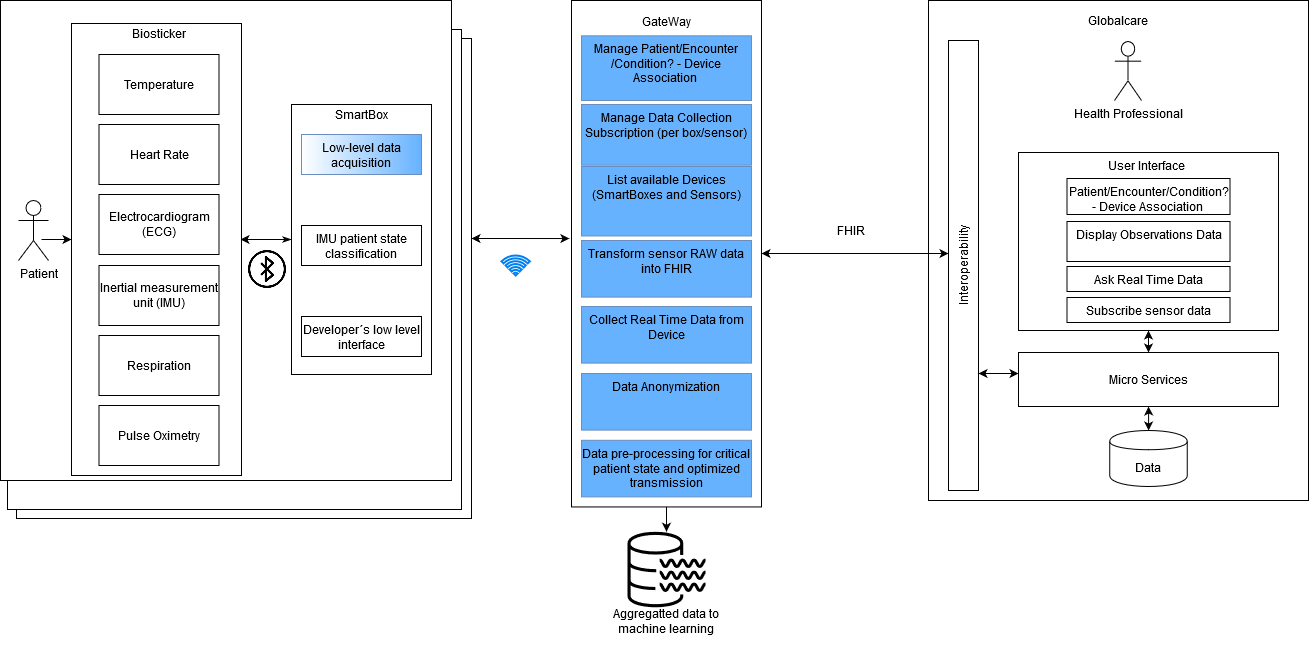 Biosticker
Temperature
Heart Rate
Electrocardiogram
(ECG)
Inertial measurement
unit (IMU)
Respiration
Pulse Oximetry
Patient
SmartBox
Low-level data
acquisition
IMU patient state
classification
Developer´s low level
interface
GateWay
Manage Patient/Encounter
/Condition? - Device
Association
Manage Data Collection
Subscription (per box/sensor)
List available Devices
(SmartBoxes and Sensors)
Transform sensor RAW data
into FHIR
Collect Real Time Data from
Device
Data Anonymization
Data pre-processing for critical
patient state and optimized
transmission
Aggregatted data to
machine learning
FHIR
Globalcare
Health Professional
Interoperability
User Interface
Patient/Encounter/Condition?
- Device Association
Display Observations Data
Ask Real Time Data
Subscribe sensor data
Micro Services
Data